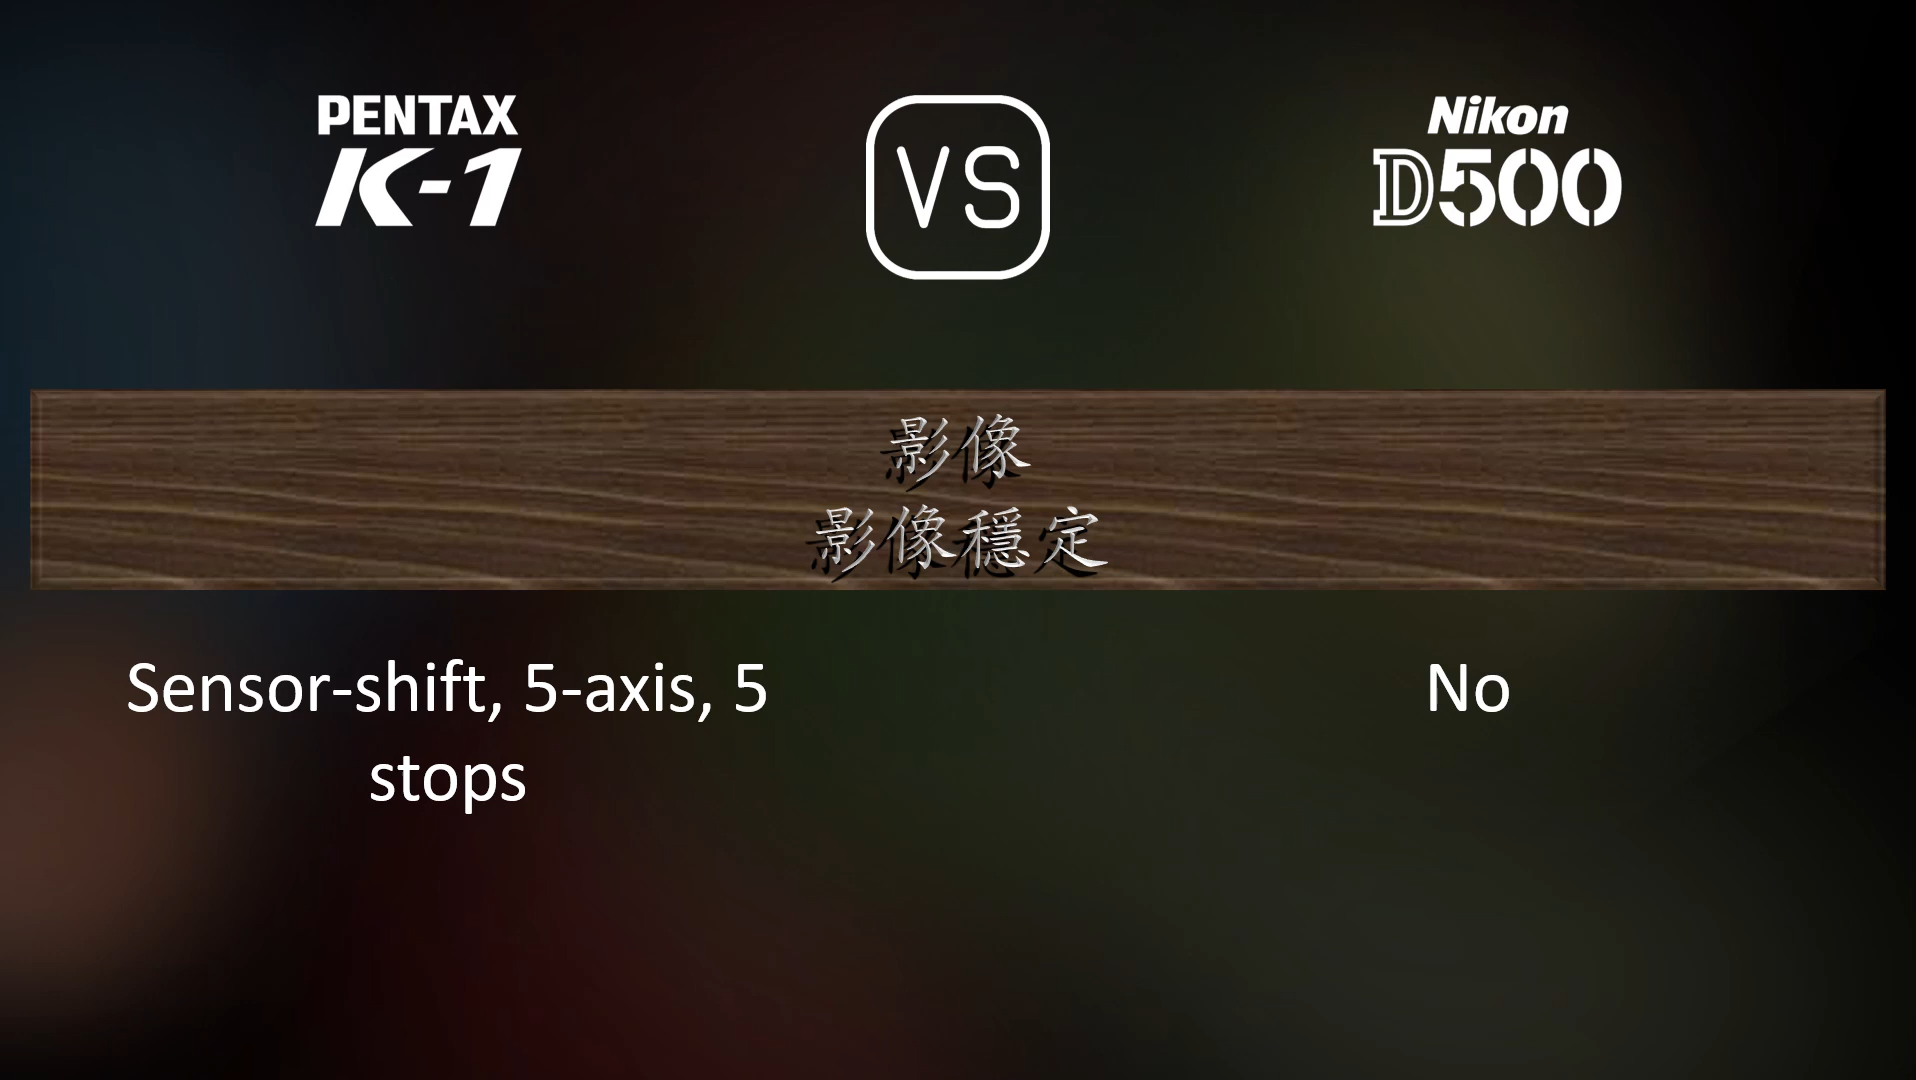 PENTAX
K-1
VS
Nikon
D500
影像
影像穩定
Sensor-shift, 5-axis, 5
stops
No